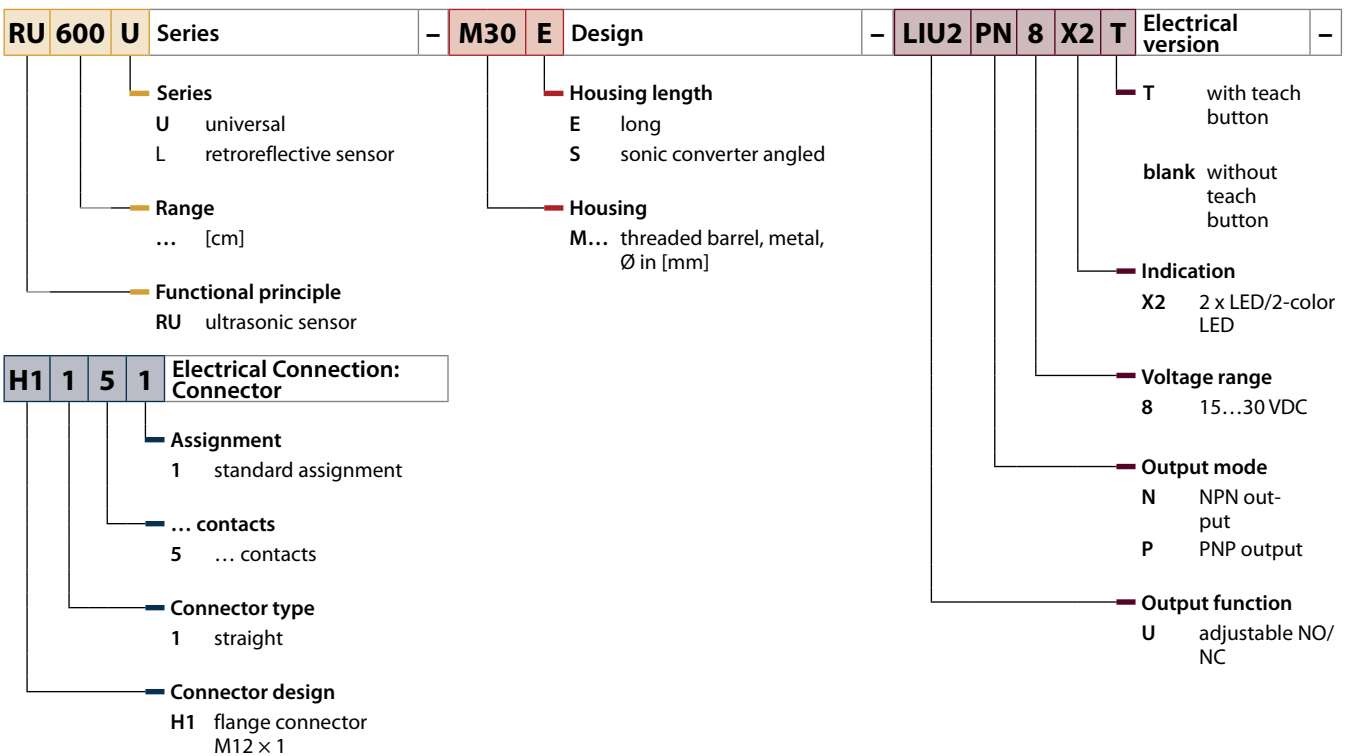 RU 600 U Series – M30 E Design – LIU2 PN 8 X2 T Electrical version –
Series
U universal
L retroreflective sensor
Range
… [cm]
Functional principle
RU ultrasonic sensor
Housing length
E long
S sonic converter angled
Housing
M… threaded barrel, metal,
Ø in [mm]
T with teach
button
blank without
teach
button
Indication
X2 2 x LED/2-color
LED
Voltage range
8 15…30 VDC
Output mode
N NPN out-
put
P PNP output
Output function
U adjustable NO/
NC
H1 1 5 1 Electrical Connection:
Connector
Assignment
1 standard assignment
… contacts
5 … contacts
Connector type
1 straight
Connector design
H1 flange connector
M12 × 1